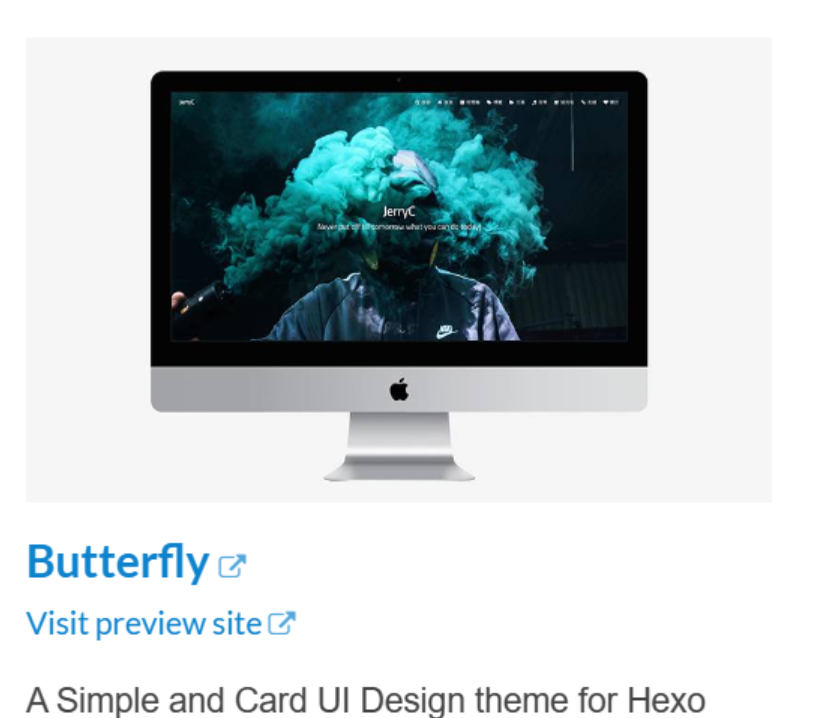 JerryC
JerryC
Never put off till tomorrow what you can do today
Butterfly
Visit preview site
A Simple and Card UI Design theme for Hexo